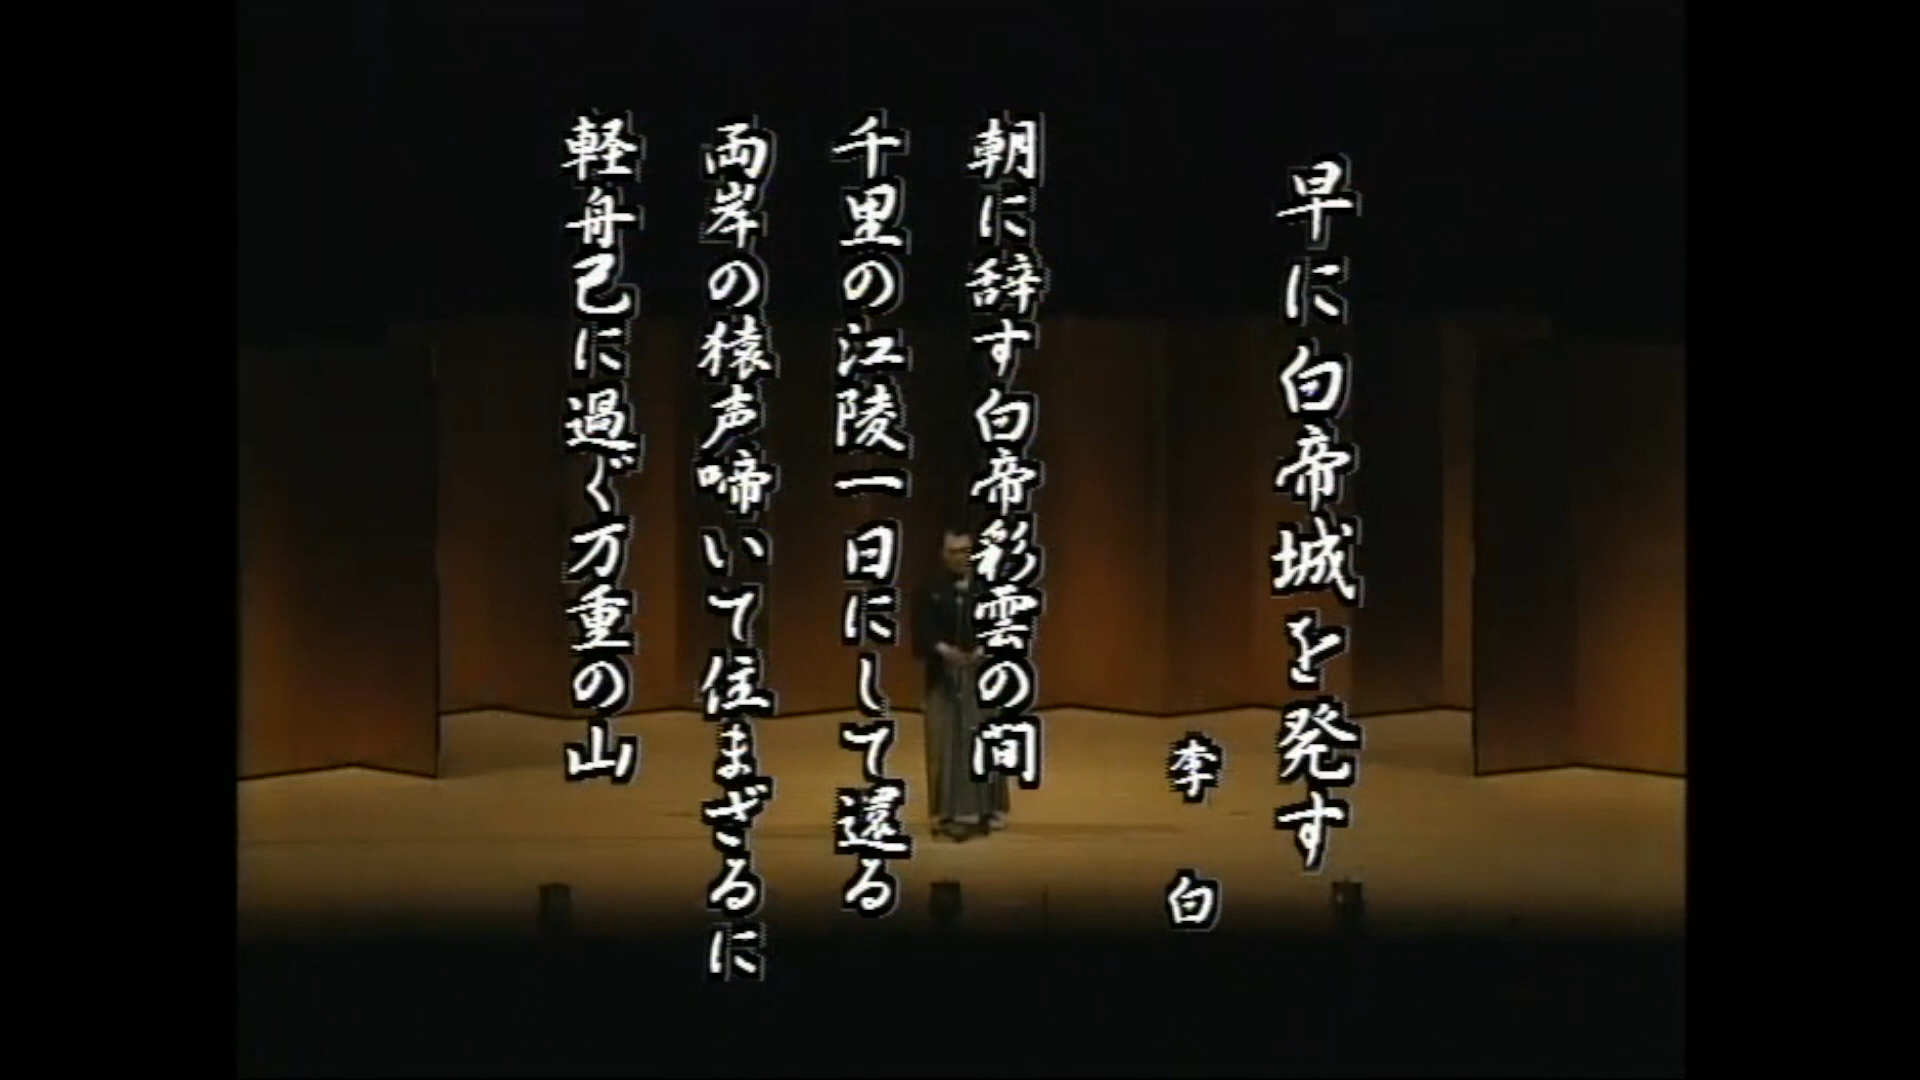 早に白帝城を発す
李白
朝に辞す白帝彩雲の間
千里の江陵一日にして還る
両岸の猿声啼いて住まざるに
軽舟已に過ぐ万重の山